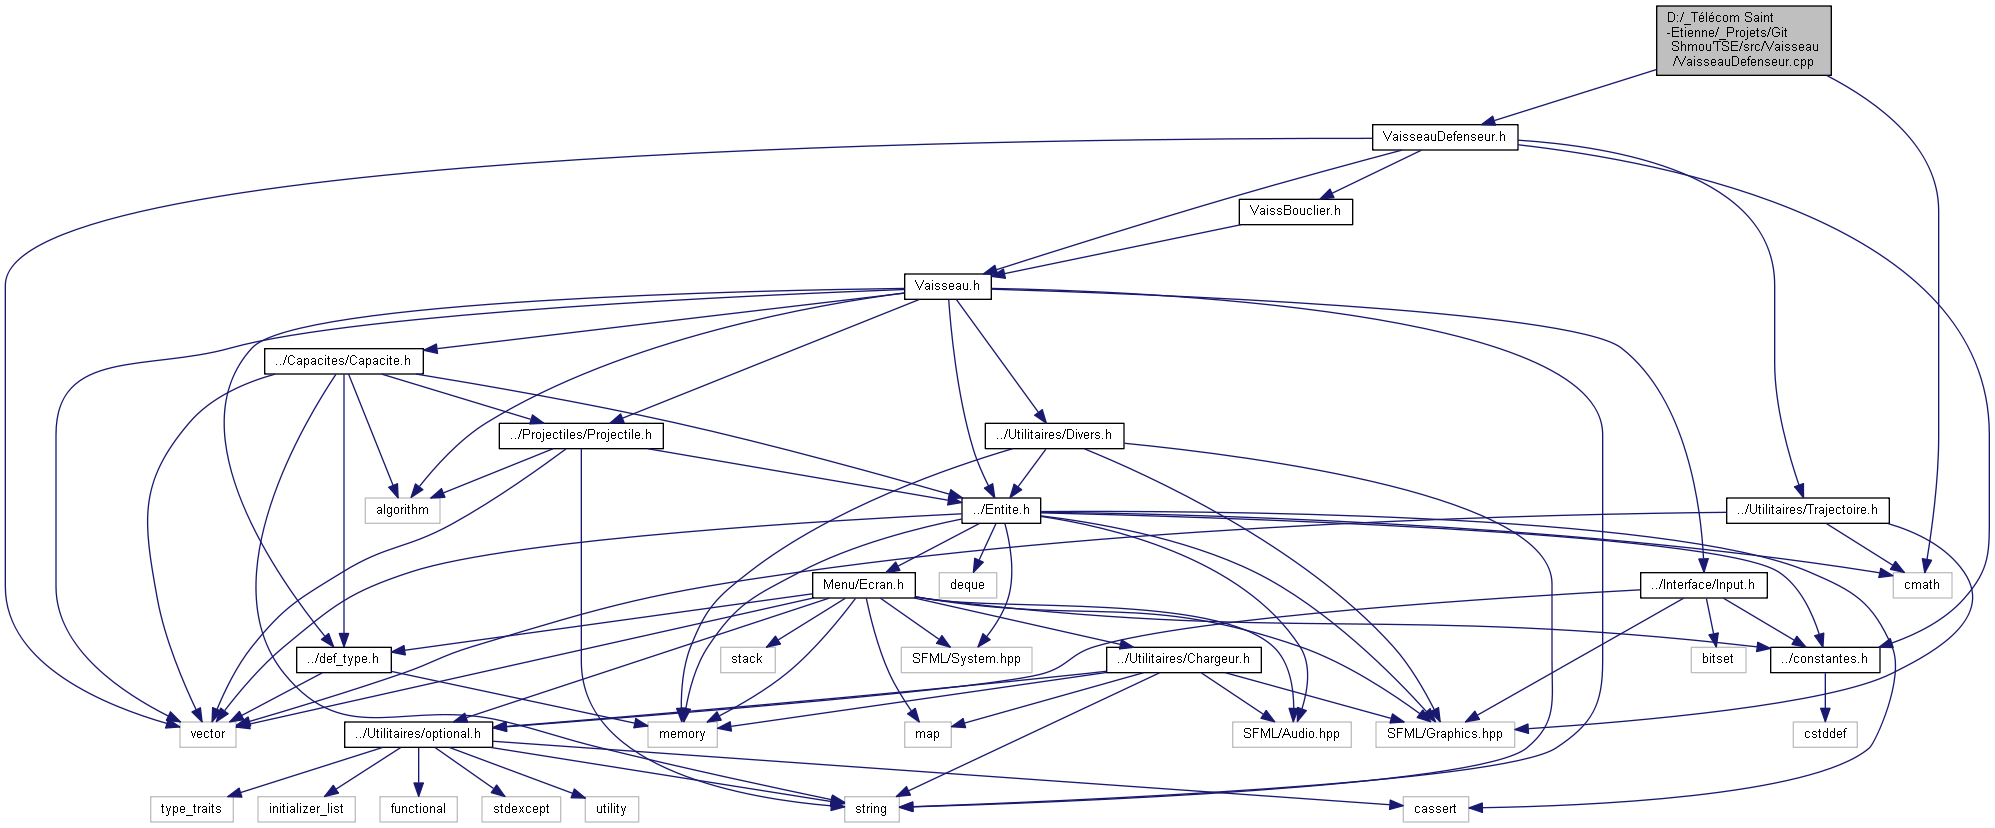 D:/_Télécom Saint
-Etienne/_Projets/Git
ShmouTSE/src/Vaisseau
/VaisseauDefenseur.cpp
VaisseauDefenseur.h
VaissBouclier.h
Vaisseau.h
../Capacites/Capacite.h
../Projectiles/Projectile.h
../Utilitaires/Divers.h
algorithm
../Entite.h
../Utilitaires/Trajectoire.h
Menu/Ecran.h
deque
../Interface/Input.h
cmath
../def_type.h
stack
SFML/System.hpp
../Utilitaires/Chargeur.h
bitset
../constantes.h
vector
../Utilitaires/optional.h
memory
map
SFML/Audio.hpp
SFML/Graphics.hpp
cstddef
type_traits
initializer_list
functional
stdexcept
utility
string
cassert